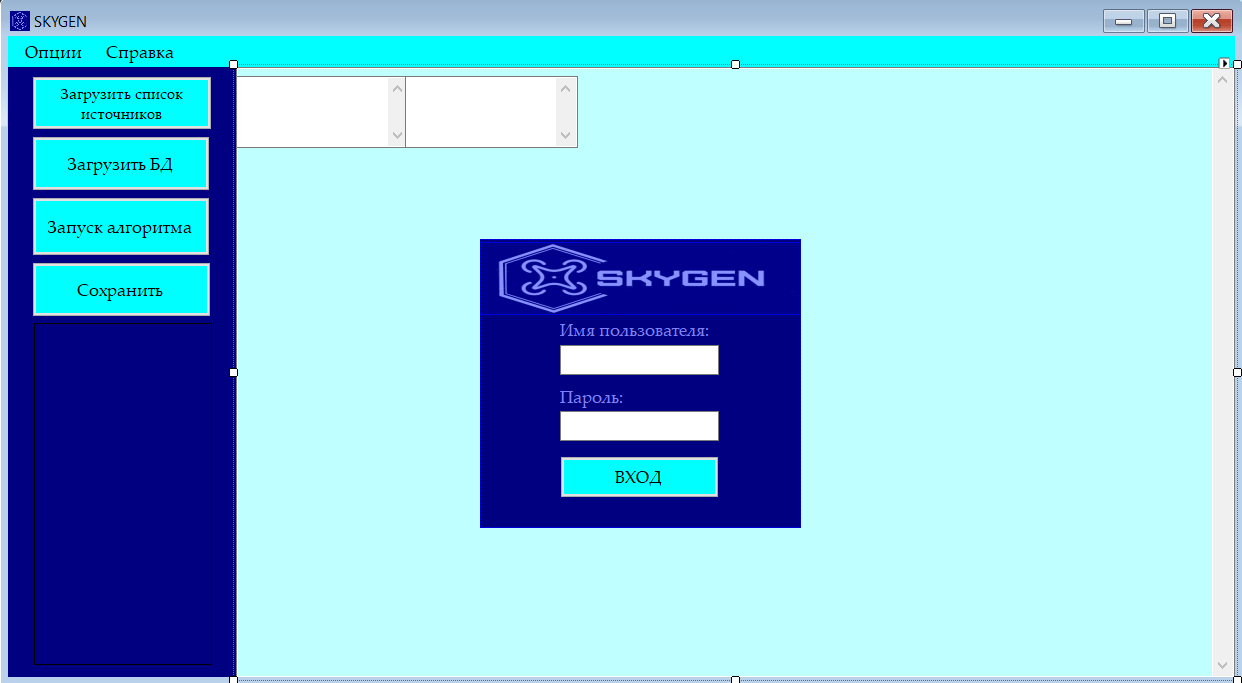 SKYGEN
Опции Справка
Загрузить список
источников
Загрузить БД
Запуск алгоритма
Сохранить
SKYGEN
Имя пользователя:
Пароль:
ВХОД